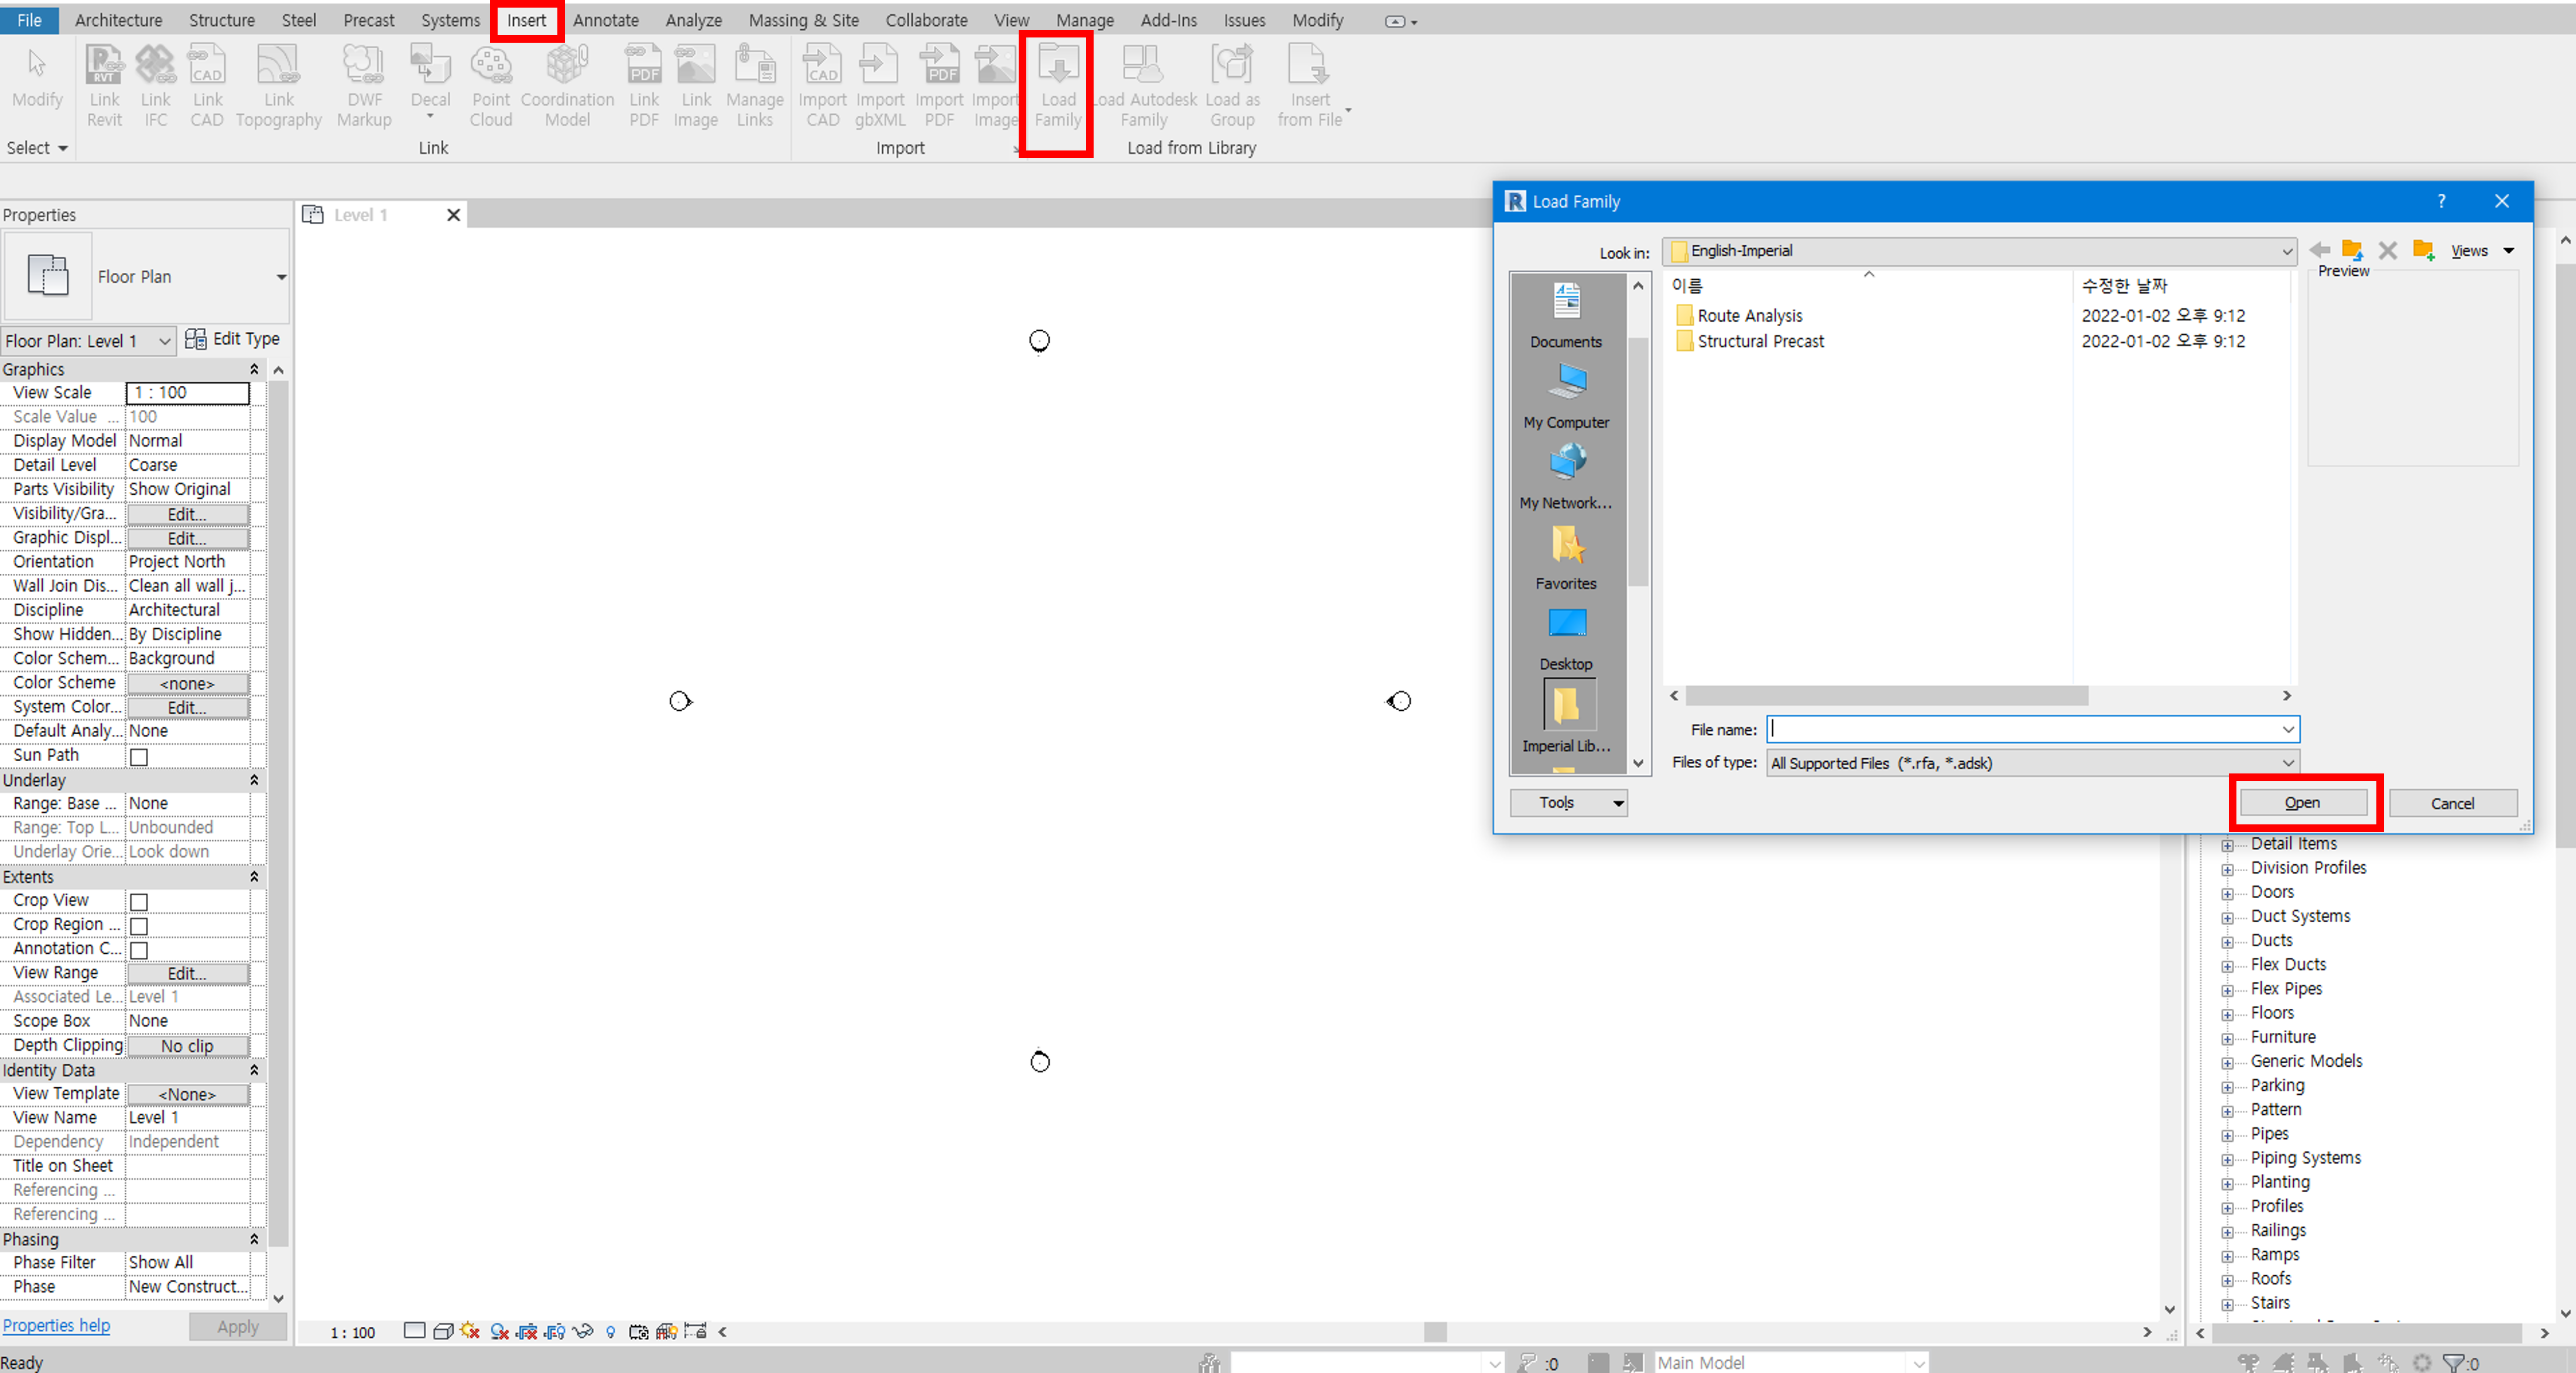 File Architecture Structure Steel Precast Systems Insert Annotate Analyze Massing & Site Collaborate View Manage Add-Ins Issues Modify
Modify
Link Revit
Link IFC
Link CAD
Link Topography
DWF Markup
Decal
Point Cloud
Coordination Model
Link PDF
Link Image
Manage Links
Import CAD
Import gbXML
Import PDF
Import Image
Load Family
Load Autodesk Family
Load as Group
Insert from File
Select Link Import Load from Library
Properties
Level 1
Floor Plan
Floor Plan: Level 1 Edit Type
Graphics
View Scale 1 : 100
Scale Value ... 100
Display Model Normal
Detail Level Coarse
Parts Visibility Show Original
Visibility/Gra... Edit...
Graphic Displ... Edit...
Orientation Project North
Wall Join Dis... Clean all wall j...
Discipline Architectural
Show Hidden... By Discipline
Color Schem... Background
Color Scheme <none>
System Color... Edit...
Default Analy... None
Sun Path
Underlay
Range: Base ... None
Range: Top L... Unbounded
Underlay Orie... Look down
Extents
Crop View
Crop Region ...
Annotation C...
View Range Edit...
Associated Le... Level 1
Scope Box None
Depth Clipping No clip
Identity Data
View Template <None>
View Name Level 1
Dependency Independent
Title on Sheet
Referencing ...
Referencing ...
Phasing
Phase Filter Show All
Phase New Construct...
Properties help Apply
1 : 100
Ready
:0
Main Model
:0
R Load Family ?
Look in: English-Imperial Views
Preview
이름 수정한 날짜
Route Analysis 2022-01-02 오후 9:12
Structural Precast 2022-01-02 오후 9:12
Documents
My Computer
My Network...
Favorites
Desktop
Imperial Lib...
File name:
Files of type: All Supported Files (*.rfa, *.adsk)
Tools Open Cancel
Detail Items
Division Profiles
Doors
Duct Systems
Ducts
Flex Ducts
Flex Pipes
Floors
Furniture
Generic Models
Parking
Pattern
Pipes
Piping Systems
Planting
Profiles
Railings
Ramps
Roofs
Stairs